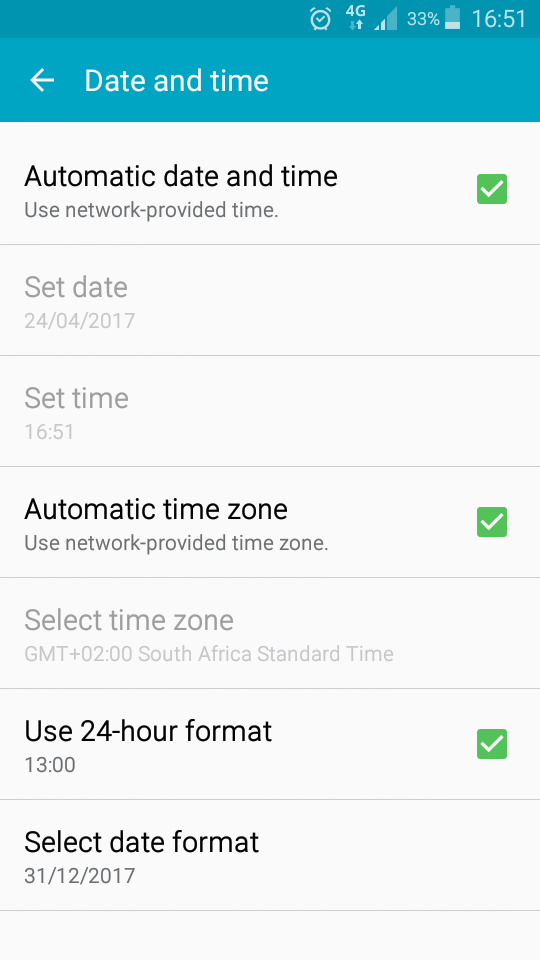 4G 33% 16:51
Date and time
Automatic date and time
Use network-provided time.
Set date
24/04/2017
Set time
16:51
Automatic time zone
Use network-provided time zone.
Select time zone
GMT+02:00 South Africa Standard Time
Use 24-hour format
13:00
Select date format
31/12/2017